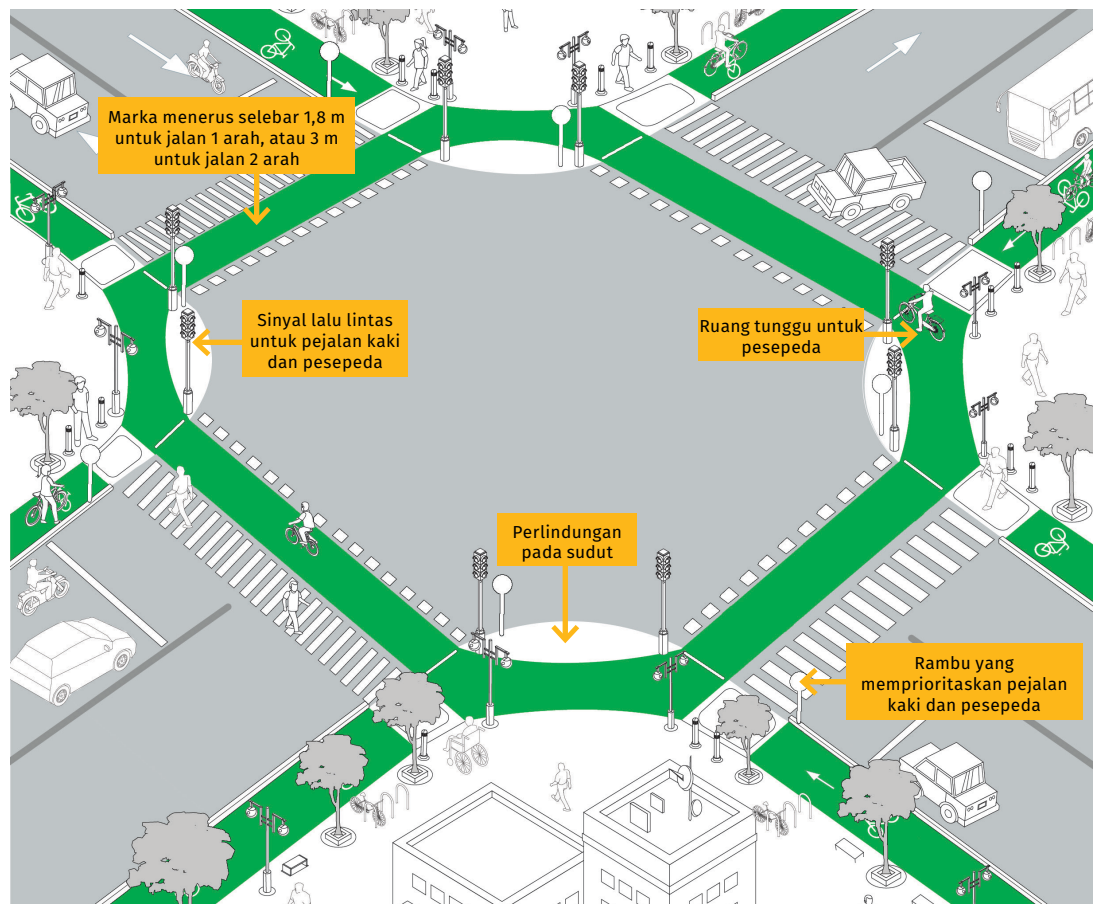 Marka menerus selebar 1,8 m
untuk jalan 1 arah, atau 3 m
untuk jalan 2 arah
Sinyal lalu lintas
untuk pejalan kaki
dan pesepeda
Ruang tunggu untuk
pesepeda
Perlindungan
pada sudut
Rambu yang
memprioritaskan pejalan
kaki dan pesepeda